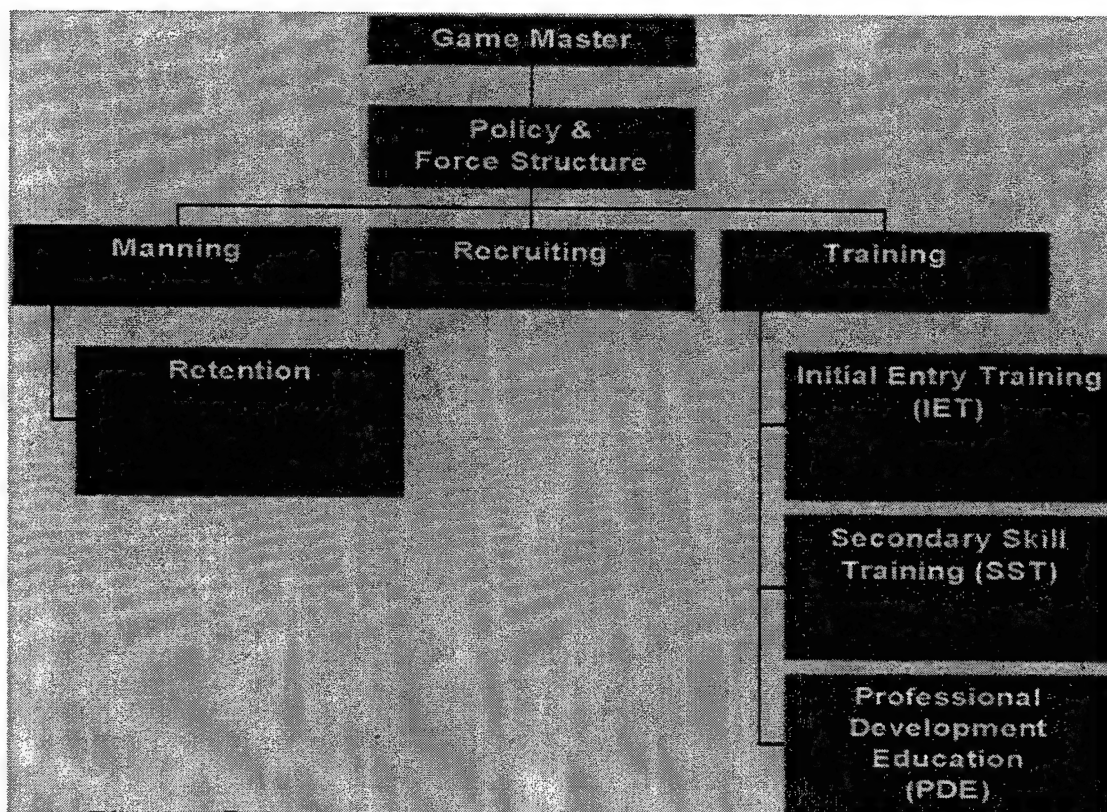 Game Master
Policy &
Force Structure
Manning
Recruiting
Training
Retention
Initial Entry Training
(IET)
Secondary Skill
Training (SST)
Professional
Development
Education
(PDE)